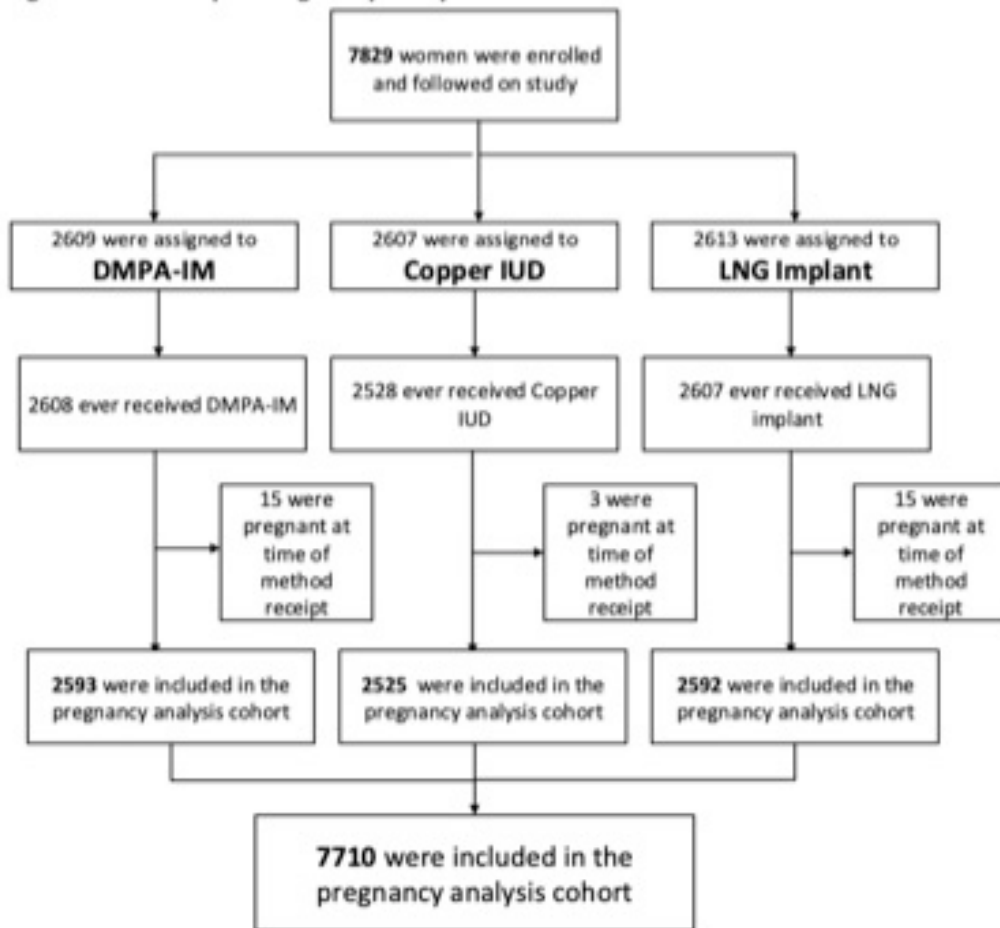 7829 women were enrolled
and followed on study
2609 were assigned to
DMPA-IM
2607 were assigned to
Copper IUD
2613 were assigned to
LNG Implant
2608 ever received DMPA-IM
2528 ever received Copper
IUD
2607 ever received LNG
implant
15 were
pregnant at
time of
method
receipt
3 were
pregnant at
time of
method
receipt
15 were
pregnant at
time of
method
receipt
2593 were included in the
pregnancy analysis cohort
2525 were included in the
pregnancy analysis cohort
2592 were included in the
pregnancy analysis cohort
7710 were included in the
pregnancy analysis cohort